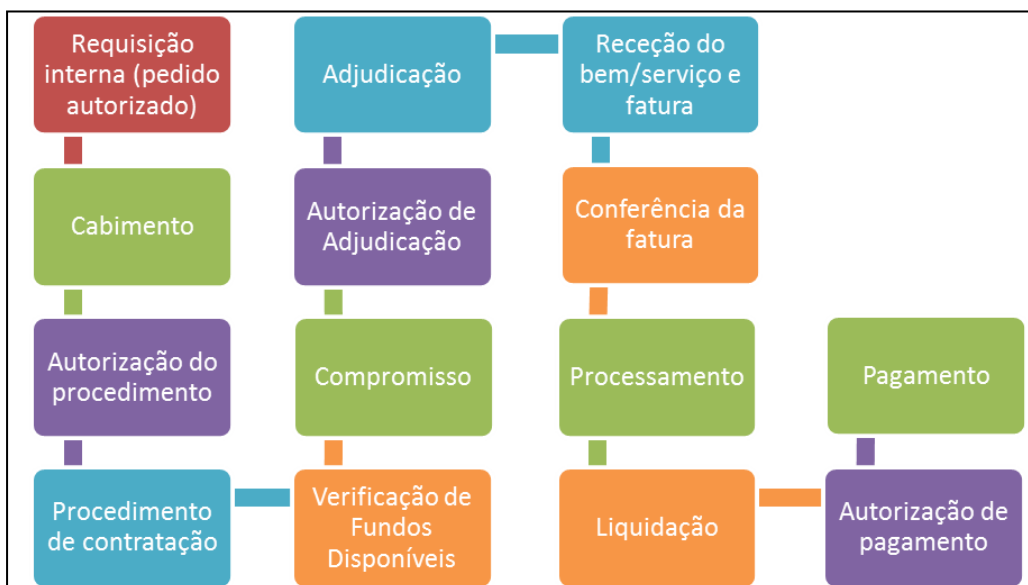 Requisição
interna (pedido
autorizado)
Cabimento
Autorização do
procedimento
Procedimento
de contratação
Verificação de
Fundos
Disponíveis
Compromisso
Autorização de
Adjudicação
Adjudicação
Receção do
bem/serviço e
fatura
Conferência da
fatura
Processamento
Liquidação
Autorização de
pagamento
Pagamento